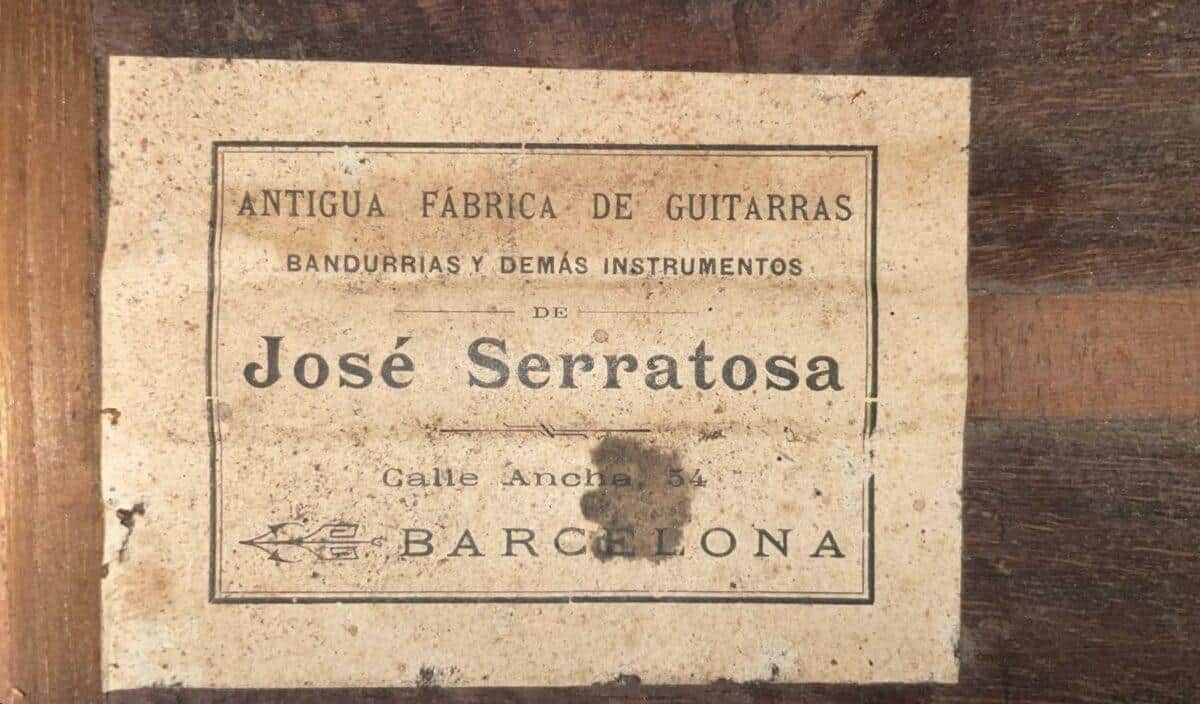 ANTIGUA FÁBRICA DE GUITARRAS
BANDURRIAS Y DEMÁS INSTRUMENTOS
DE
José Serratosa
Calle Ancha, 54
BARCELONA